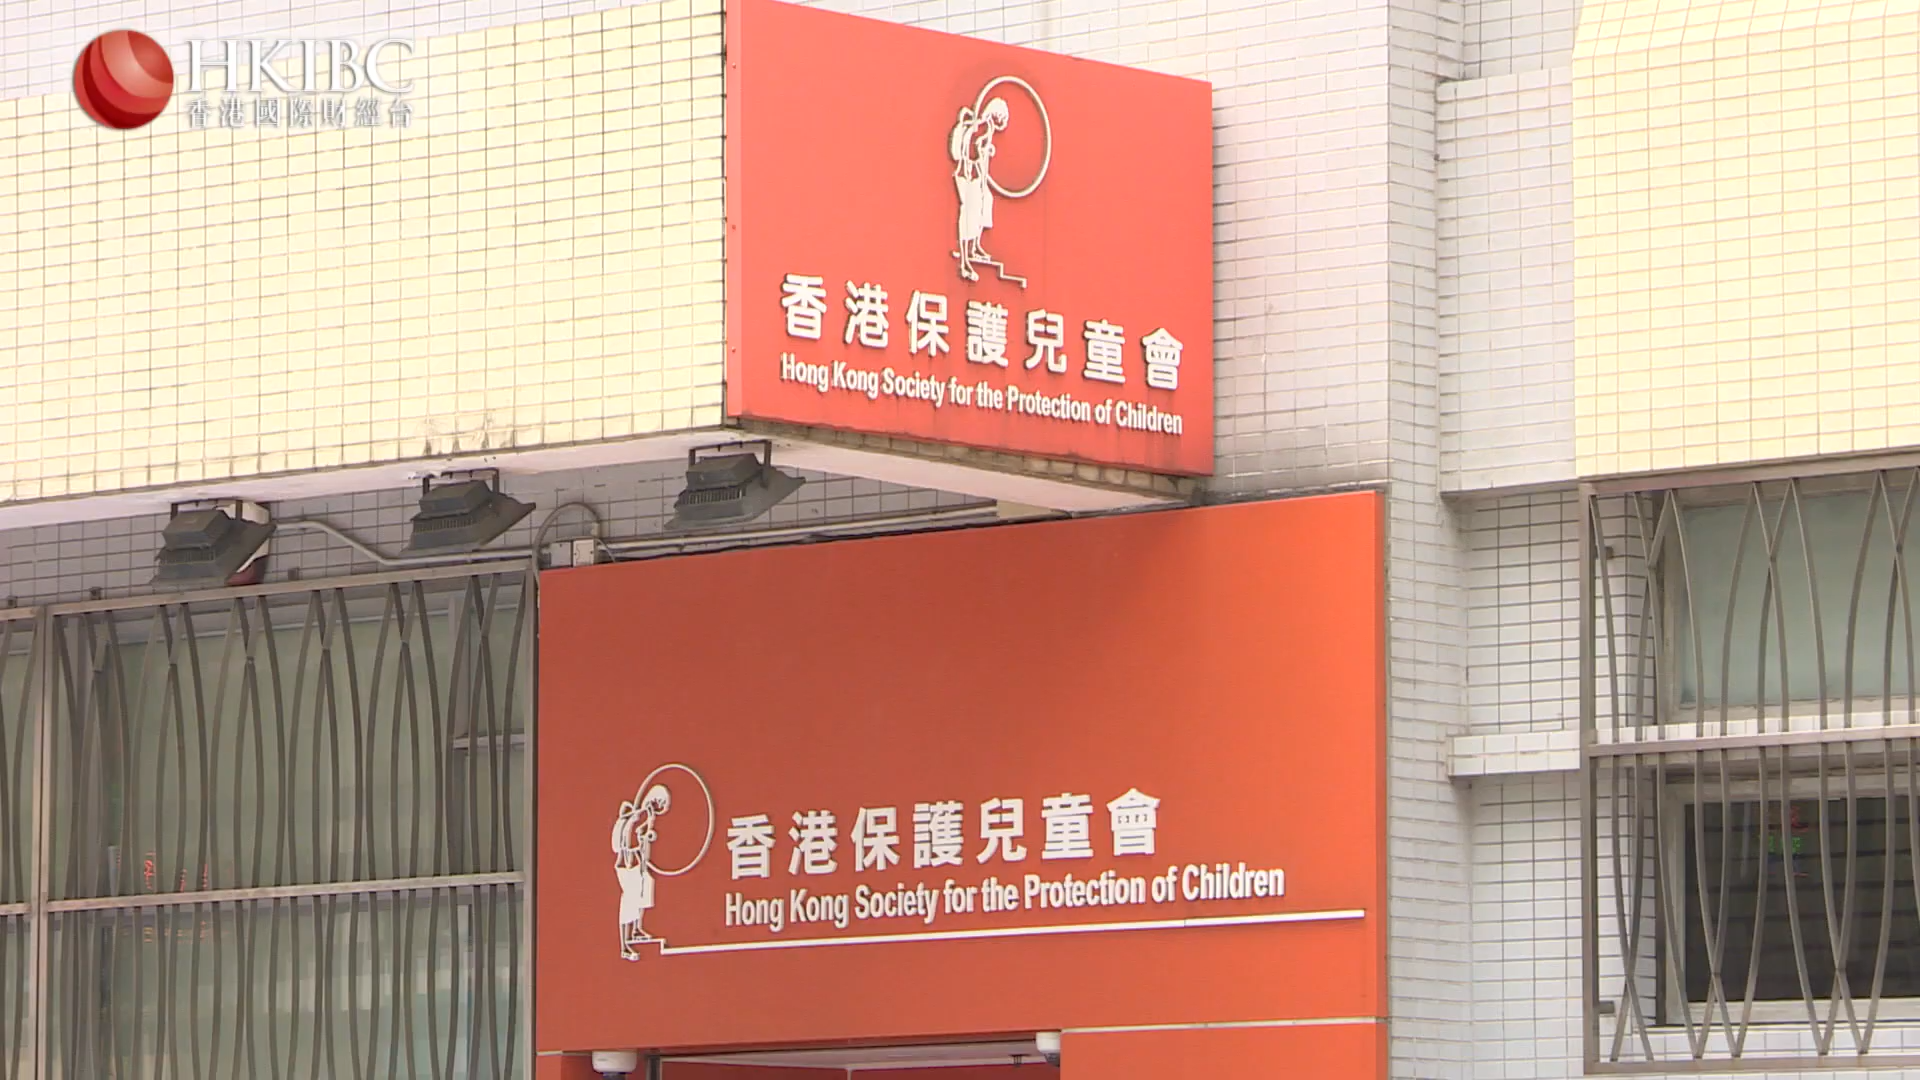 HKIBC
香港國際財經台
香港保護兒童會
Hong Kong Society for the Protection of Children
香港保護兒童會
Hong Kong Society for the Protection of Children